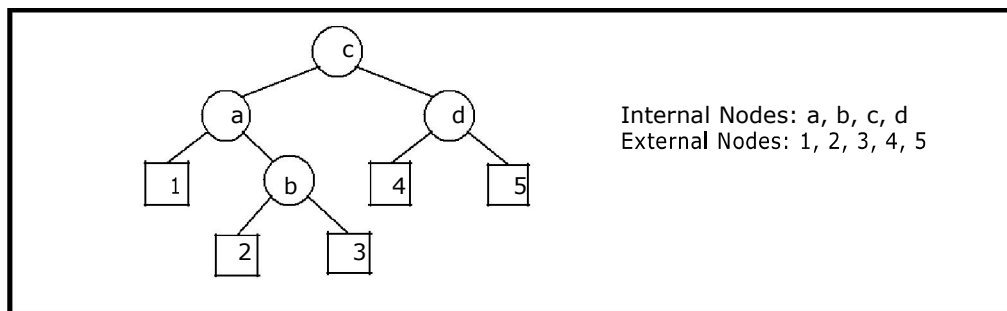 c
a
d
Internal Nodes: a, b, c, d
External Nodes: 1, 2, 3, 4, 5
1
b
4
5
2
3